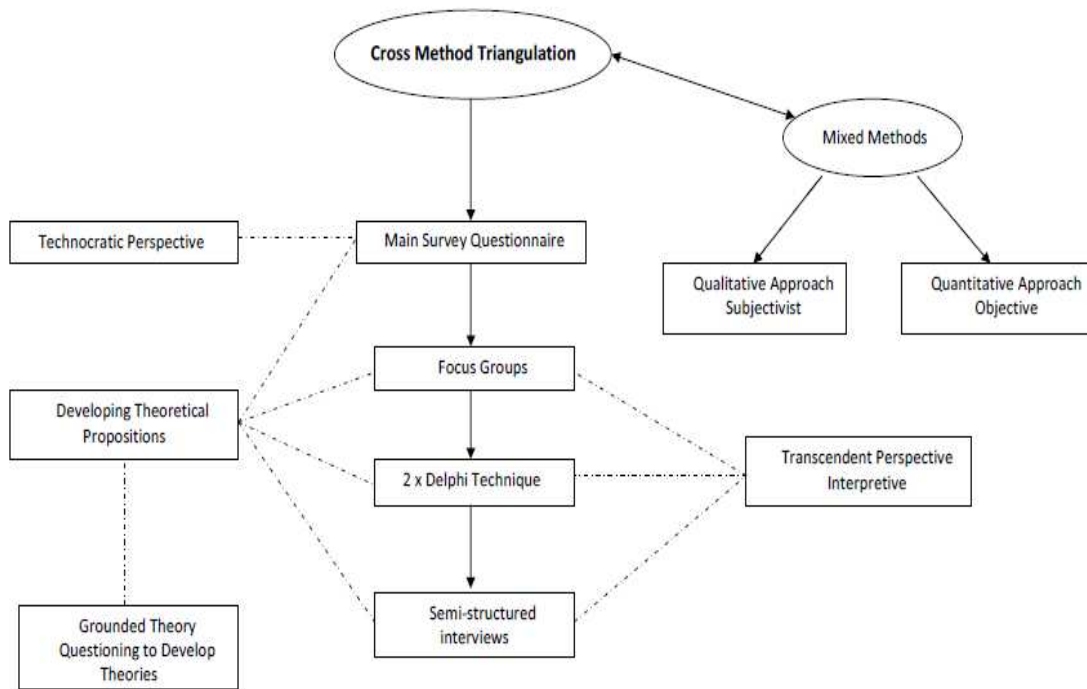 Cross Method Triangulation
Mixed Methods
Technocratic Perspective
Main Survey Questionnaire
Qualitative Approach
Subjectivist
Quantitative Approach
Objective
Focus Groups
Developing Theoretical
Propositions
2 x Delphi Technique
Transcendent Perspective
Interpretive
Semi-structured
interviews
Grounded Theory
Questioning to Develop
Theories